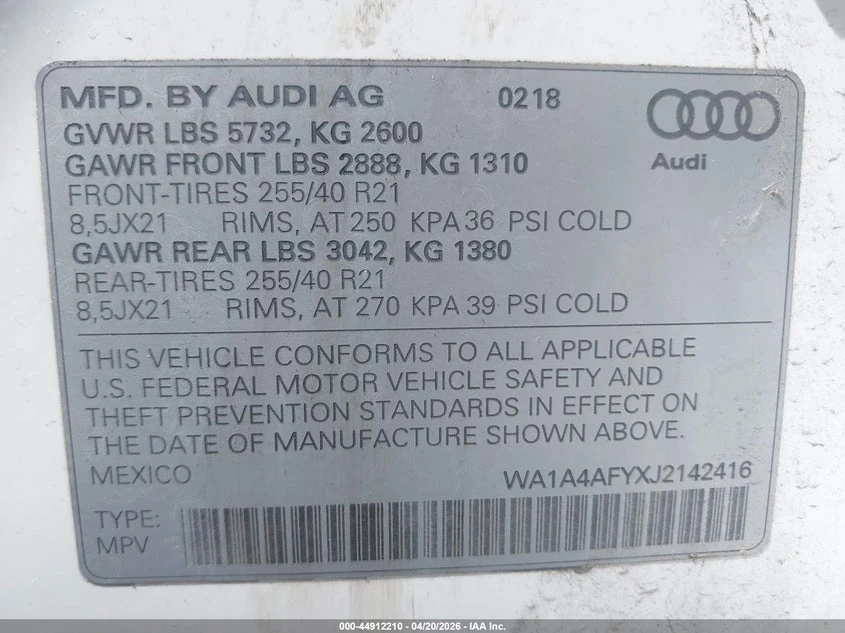 MFD. BY AUDI AG 0218
GVWR LBS 5732, KG 2600
GAWR FRONT LBS 2888, KG 1310
Audi
FRONT-TIRES 255/40 R21
8,5JX21 RIMS, AT 250 KPA 36 PSI COLD
GAWR REAR LBS 3042, KG 1380
REAR-TIRES 255/40 R21
8,5JX21 RIMS, AT 270 KPA 39 PSI COLD
THIS VEHICLE CONFORMS TO ALL APPLICABLE
U.S. FEDERAL MOTOR VEHICLE SAFETY AND
THEFT PREVENTION STANDARDS IN EFFECT ON
THE DATE OF MANUFACTURE SHOWN ABOVE.
MEXICO WA1A4AFYXJ2142416
TYPE:
MPV
000-44912210 - 04/20/2026 - IAA Inc.